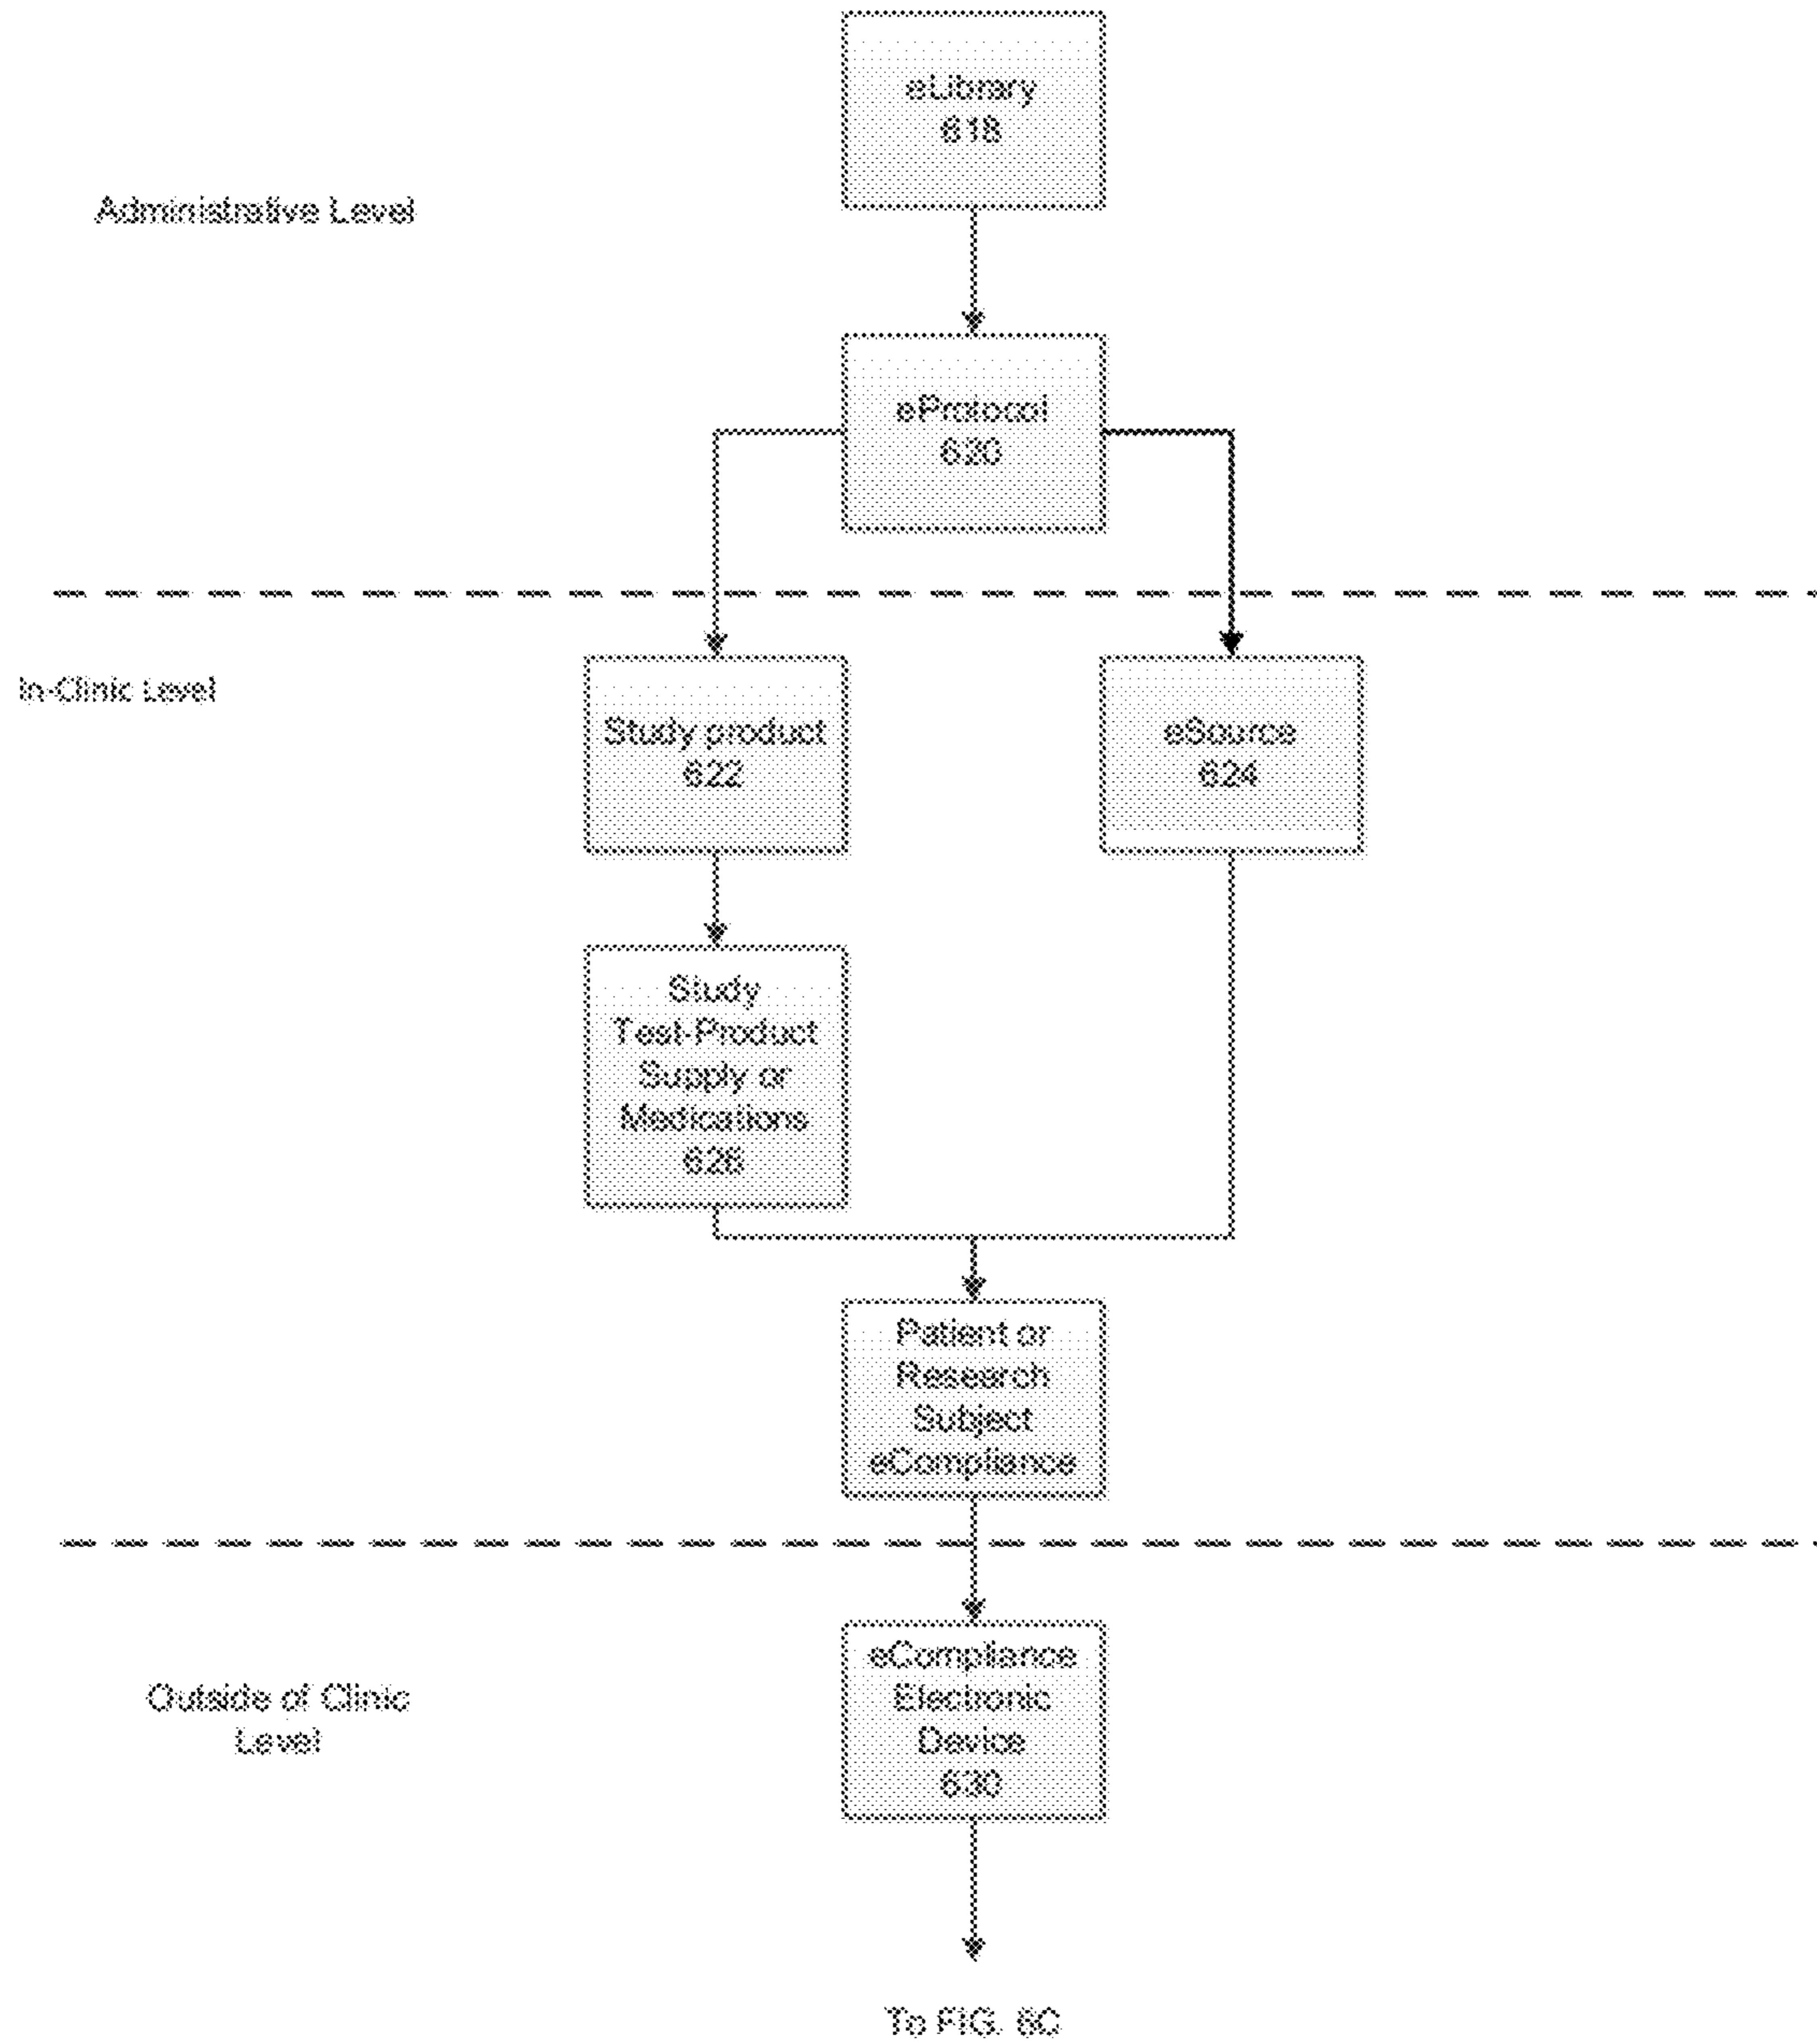 eLibrary
618
Administrative Level
eProtocol
620
In-Clinic Level
Study product
622
eSource
624
Study
Test-Product
Supply or
Medications
626
Patient or
Research
Subject
eCompliance
eCompliance
Electronic
Device
630
Outside of Clinic
Level
To FIG. 6C